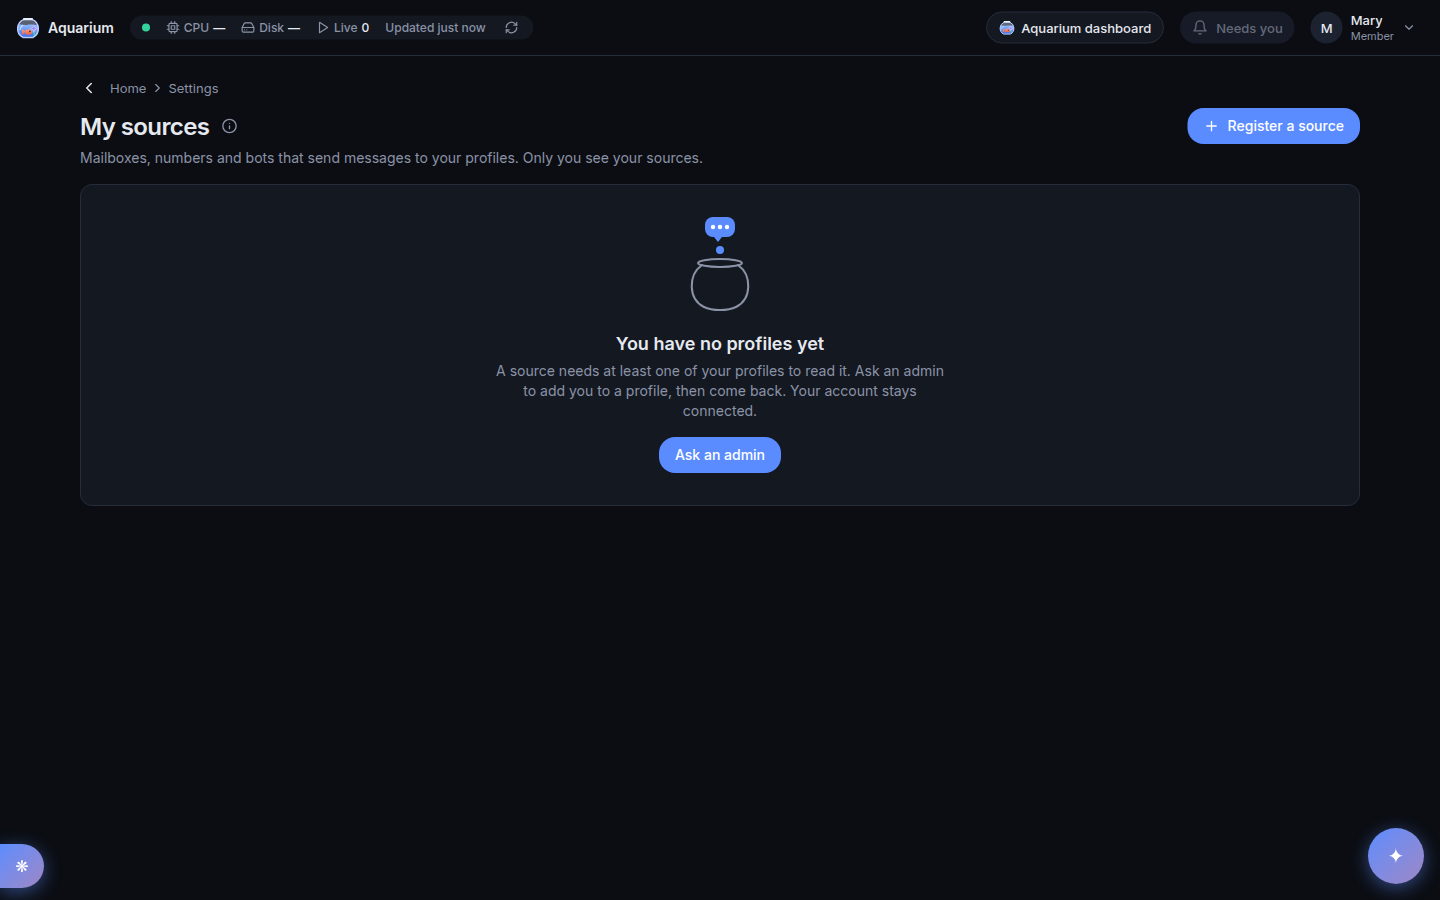 Aquarium
CPU —
Disk —
Live 0
Updated just now
Aquarium dashboard
Needs you
M
Mary
Member
Home
Settings
My sources
Register a source
Mailboxes, numbers and bots that send messages to your profiles. Only you see your sources.
You have no profiles yet
A source needs at least one of your profiles to read it. Ask an admin
to add you to a profile, then come back. Your account stays
connected.
Ask an admin